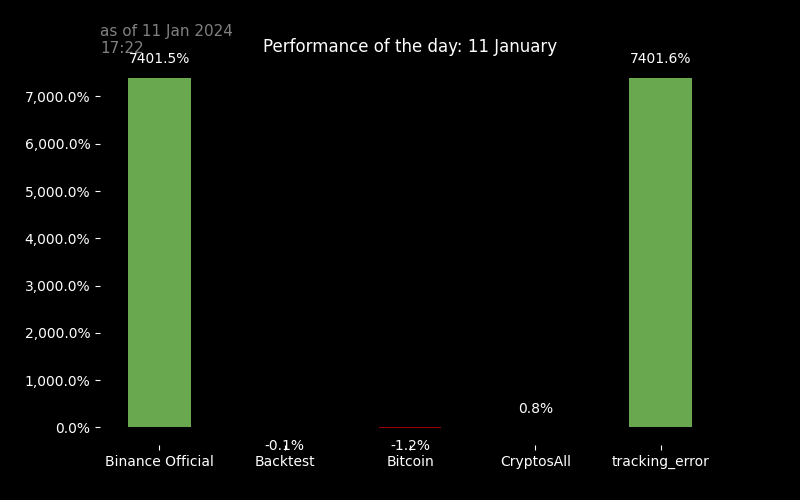 as of 11 Jan 2024
17:22
Performance of the day: 11 January
7401.5%
7401.6%
7,000.0%
6,000.0%
5,000.0%
4,000.0%
3,000.0%
2,000.0%
1,000.0%
0.8%
0.0%
-0.1%
-1.2%
Binance Official
Backtest
Bitcoin
CryptosAll
tracking_error